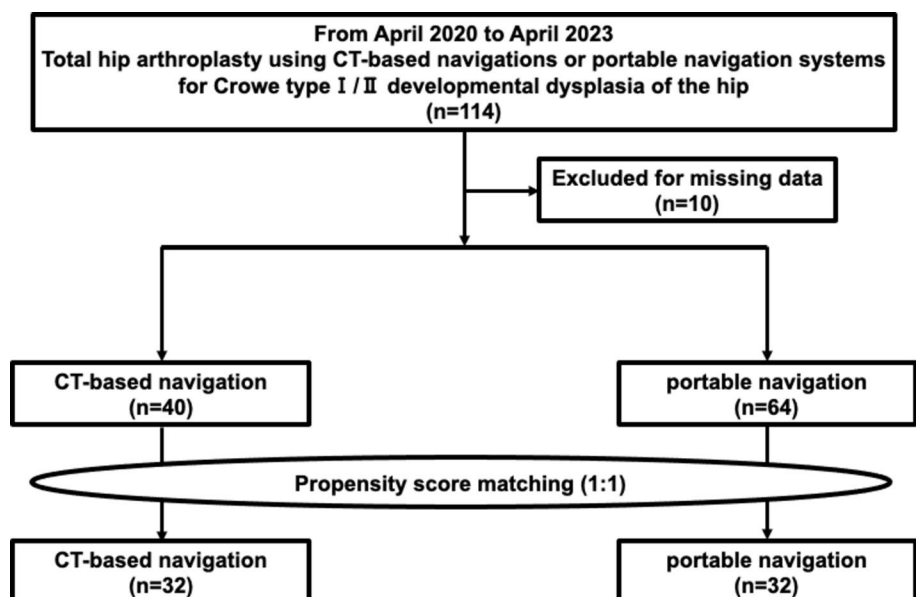 From April 2020 to April 2023
Total hip arthroplasty using CT-based navigations or portable navigation systems
for Crowe type Ⅰ/Ⅱ developmental dysplasia of the hip
(n=114)
Excluded for missing data
(n=10)
CT-based navigation
(n=40)
portable navigation
(n=64)
Propensity score matching (1:1)
CT-based navigation
(n=32)
portable navigation
(n=32)